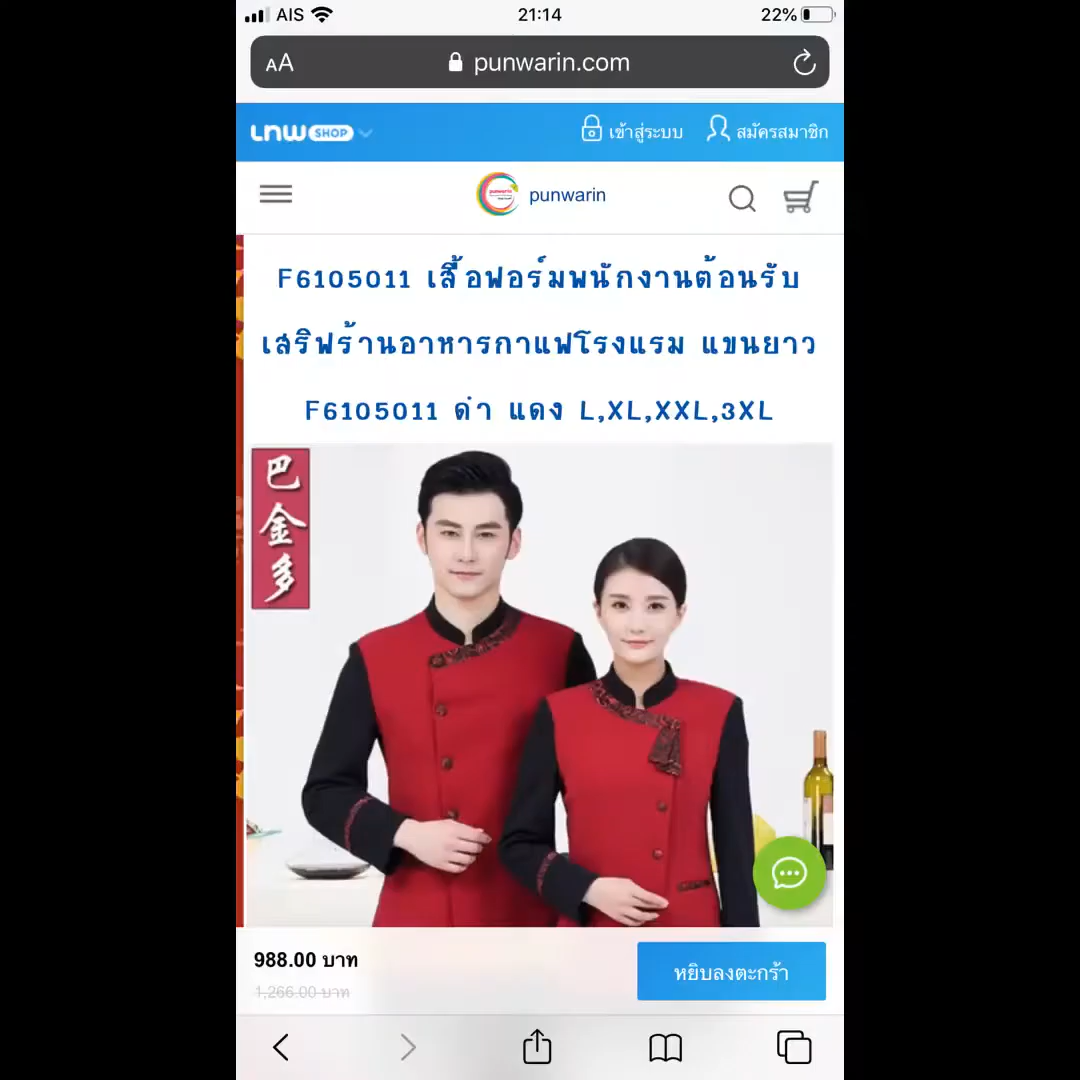 AIS
21:14
22%
AA
punwarin.com
LnW SHOP
เข้าสู่ระบบ
สมัครสมาชิก
punwarin
F6105011 เสื้อฟอร์มพนักงานต้อนรับ
เสริฟร้านอาหารกาแฟโรงแรม แขนยาว
F6105011 ดำ แดง L,XL,XXL,3XL
巴
金
多
988.00 บาท
1,266.00 บาท
หยิบลงตะกร้า